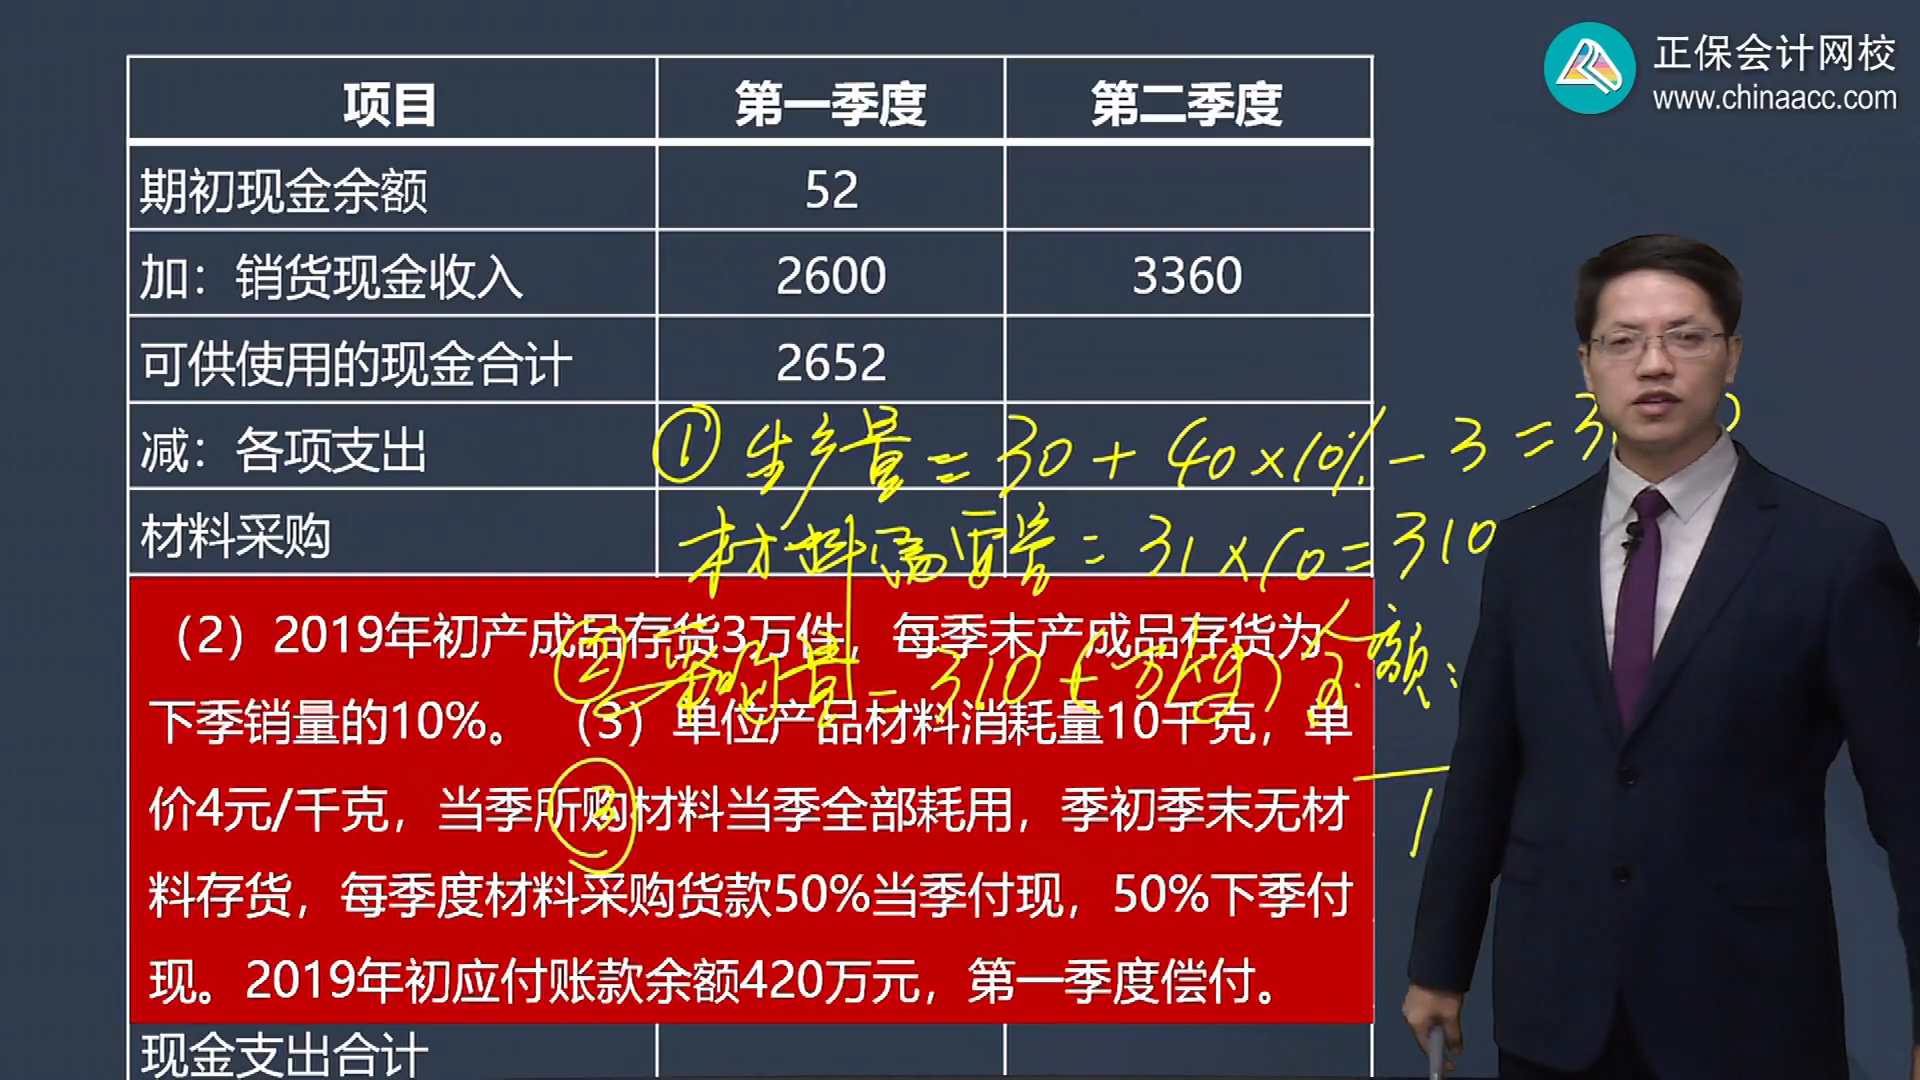 正保会计网校
www.chinaacc.com
项目 第一季度 第二季度
期初现金余额 52
加：销货现金收入 2600 3360
可供使用的现金合计 2652
减：各项支出
① 生产量 = 30 + 40 × 10% - 3 = 3
材料采购
材料需要量 = 31 × 10 = 310
（2）2019年初产成品存货3万件，每季末产成品存货为
② 采购量 = 310 (万kg) 金额：
下季销量的10%。（3）单位产品材料消耗量10千克，单
价4元/千克，当季所购材料当季全部耗用，季初季末无材
③
1
料存货，每季度材料采购货款50%当季付现，50%下季付
现。2019年初应付账款余额420万元，第一季度偿付。
现金支出合计